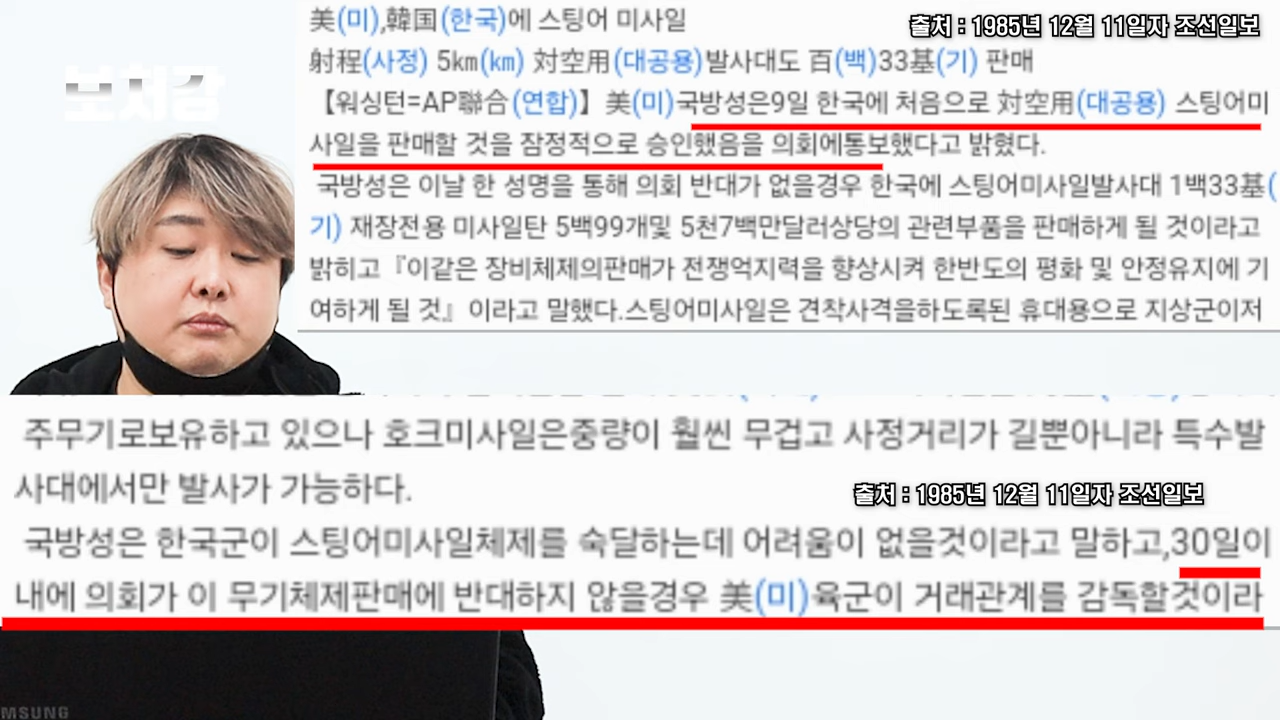 보처감
출처 : 1985년 12월 11일자 조선일보
美(미),韓国(한국)에 스팅어 미사일
射程(사정) 5㎞(km) 対空用(대공용)발사대도 百(백)33基(기) 판매
【워싱턴=AP聯合(연합)】美(미)국방성은9일 한국에 처음으로 対空用(대공용) 스팅어미
사일을 판매할 것을 잠정적으로 승인했음을 의회에통보했다고 밝혔다.
국방성은 이날 한 성명을 통해 의회 반대가 없을경우 한국에 스팅어미사일발사대 1백33基(
기) 재장전용 미사일탄 5백99개및 5천7백만달러상당의 관련부품을 판매하게 될 것이라고
밝히고『이같은 장비체제의판매가 전쟁억지력을 향상시켜 한반도의 평화 및 안정유지에 기
여하게 될 것』이라고 말했다.스팅어미사일은 견착사격을하도록된 휴대용으로 지상군이저
주무기로보유하고 있으나 호크미사일은중량이 훨씬 무겁고 사정거리가 길뿐아니라 특수발
사대에서만 발사가 가능하다.
출처 : 1985년 12월 11일자 조선일보
국방성은 한국군이 스팅어미사일체제를 숙달하는데 어려움이 없을것이라고 말하고,30일이
내에 의회가 이 무기체제판매에 반대하지 않을경우 美(미)육군이 거래관계를 감독할것이라
MSUNG